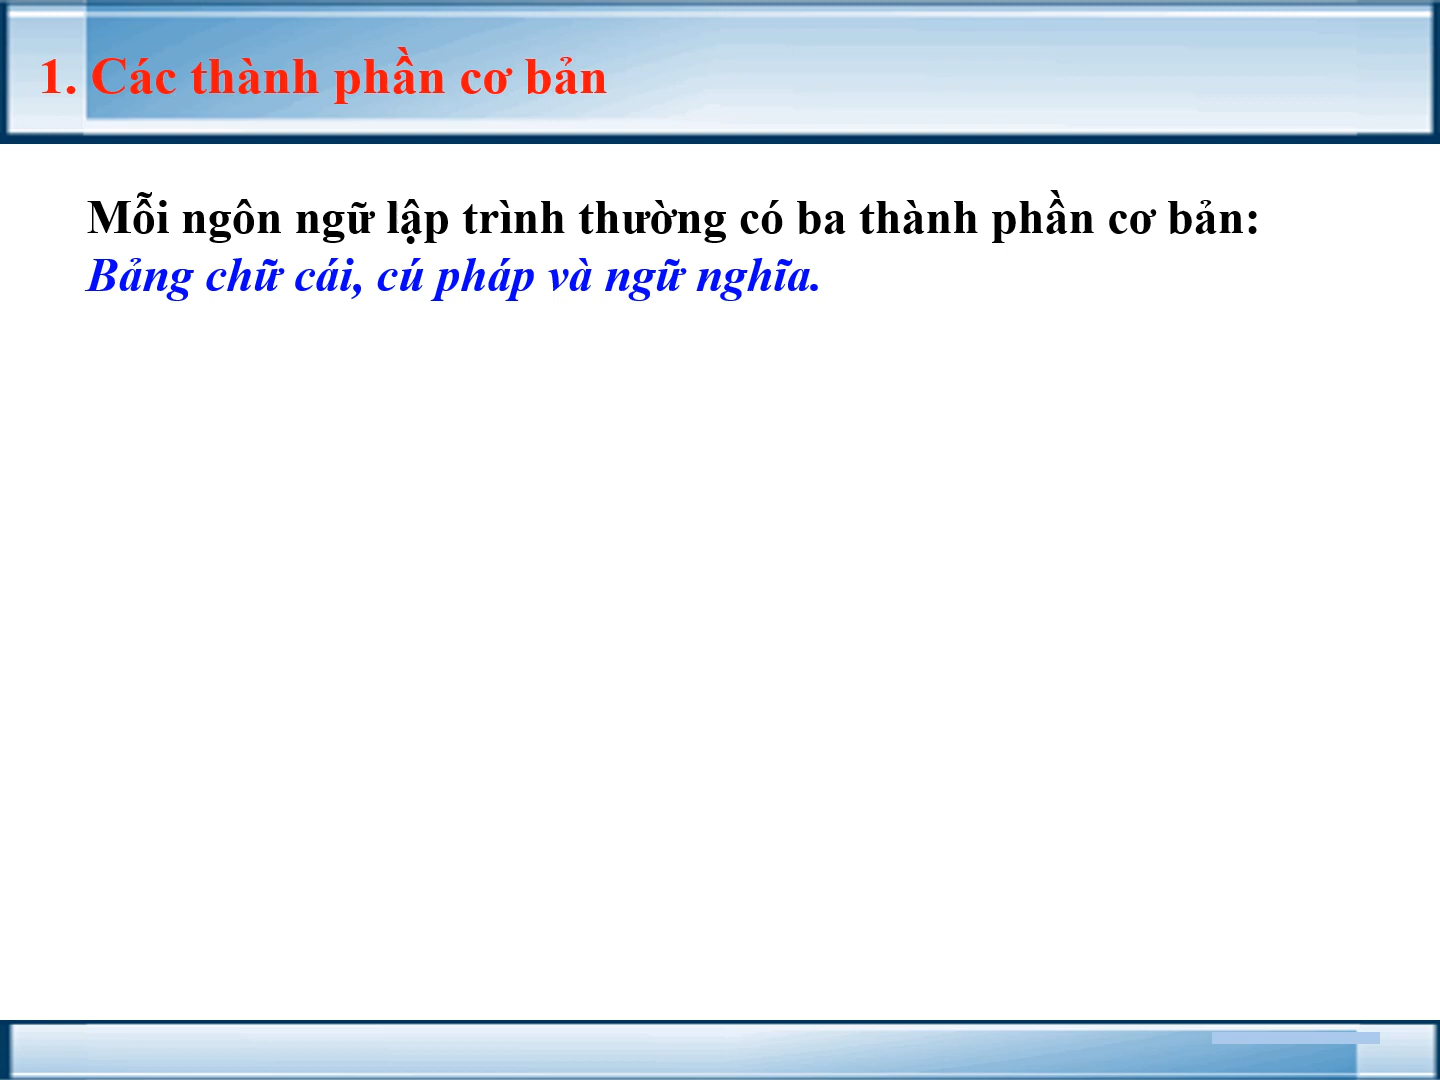 1. Các thành phần cơ bản
Mỗi ngôn ngữ lập trình thường có ba thành phần cơ bản:
Bảng chữ cái, cú pháp và ngữ nghĩa.